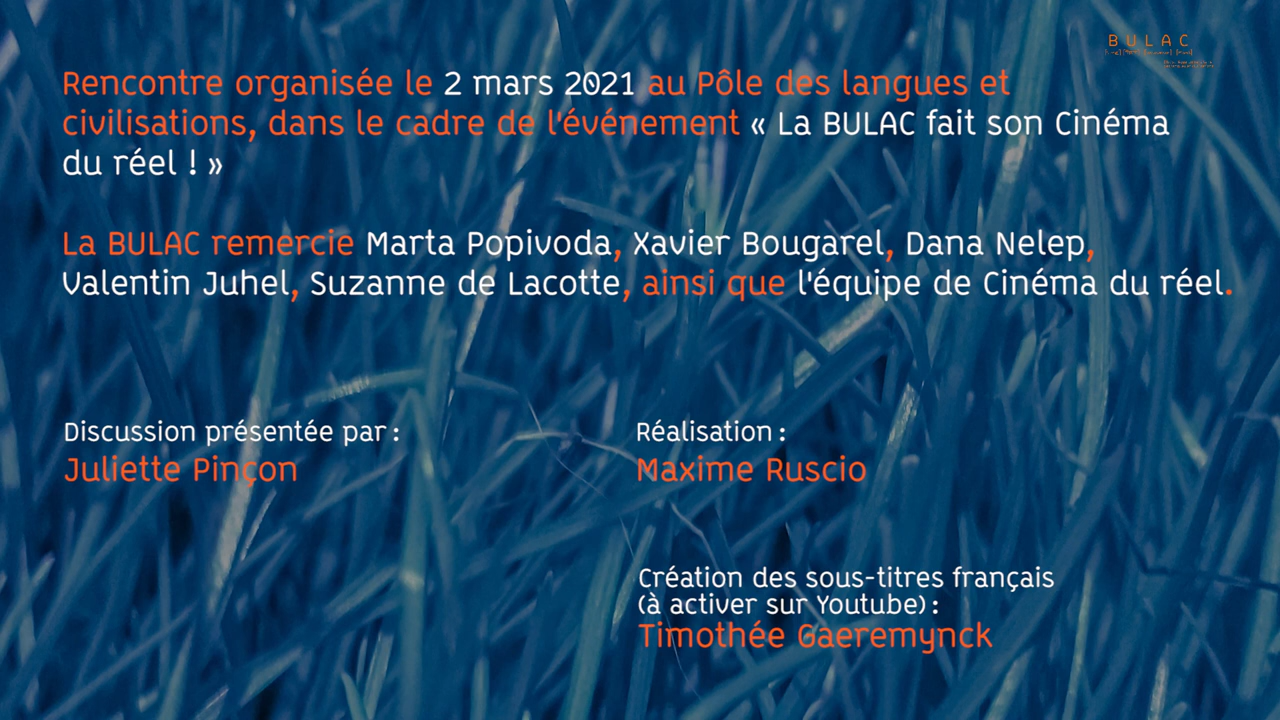 BULAC
Rencontre organisée le 2 mars 2021 au Pôle des langues et
civilisations, dans le cadre de l'événement « La BULAC fait son Cinéma
du réel ! »
La BULAC remercie Marta Popivoda, Xavier Bougarel, Dana Nelep,
Valentin Juhel, Suzanne de Lacotte, ainsi que l'équipe de Cinéma du réel.
Discussion présentée par :
Juliette Pinçon
Réalisation :
Maxime Ruscio
Création des sous-titres français
(à activer sur Youtube) :
Timothée Gaeremynck